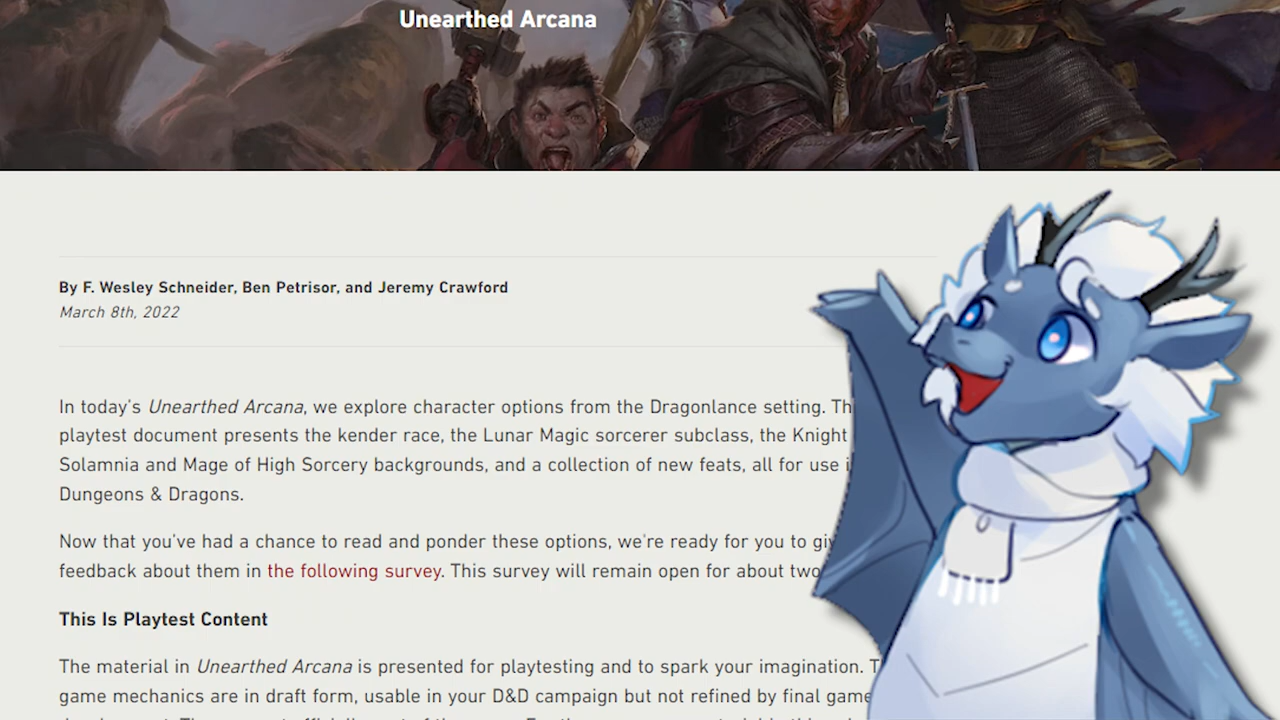 Unearthed Arcana
By F. Wesley Schneider, Ben Petrisor, and Jeremy Crawford
March 8th, 2022
In today's Unearthed Arcana, we explore character options from the Dragonlance setting.
playtest document presents the kender race, the Lunar Magic sorcerer subclass, the Knight
Solamnia and Mage of High Sorcery backgrounds, and a collection of new feats, all for use
Dungeons & Dragons.
Now that you've had a chance to read and ponder these options, we're ready for you to
feedback about them in the following survey. This survey will remain open for about two
This Is Playtest Content
The material in Unearthed Arcana is presented for playtesting and to spark your imagination.
game mechanics are in draft form, usable in your D&D campaign but not refined by final game